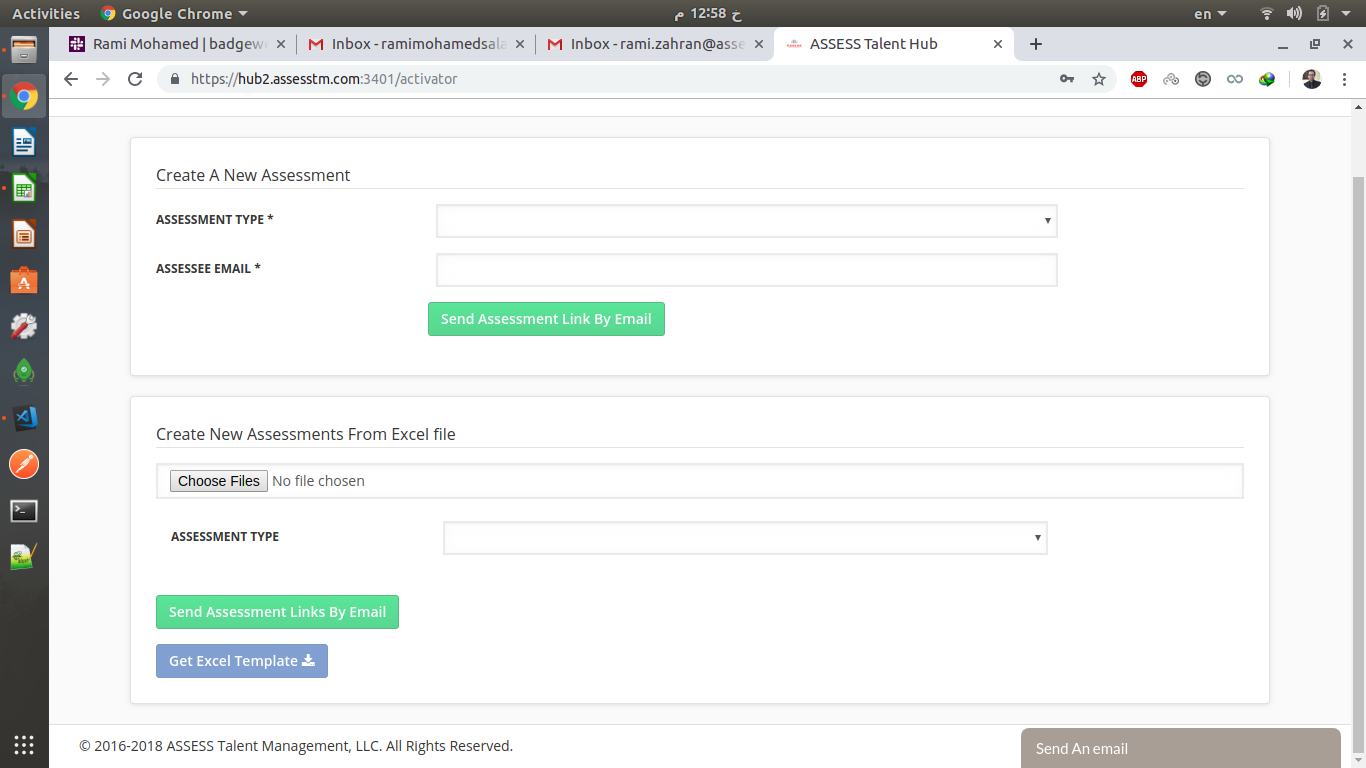 Activities
Google Chrome
خ 12:58 م
en
Rami Mohamed | badgew
Inbox - ramimohamedsala
Inbox - rami.zahran@asse
ASSESS Talent Hub
https://hub2.assesstm.com:3401/activator
ABP
Create A New Assessment
ASSESSMENT TYPE *
ASSESSEE EMAIL *
Send Assessment Link By Email
Create New Assessments From Excel file
Choose Files No file chosen
ASSESSMENT TYPE
Send Assessment Links By Email
Get Excel Template
© 2016-2018 ASSESS Talent Management, LLC. All Rights Reserved.
Send An email